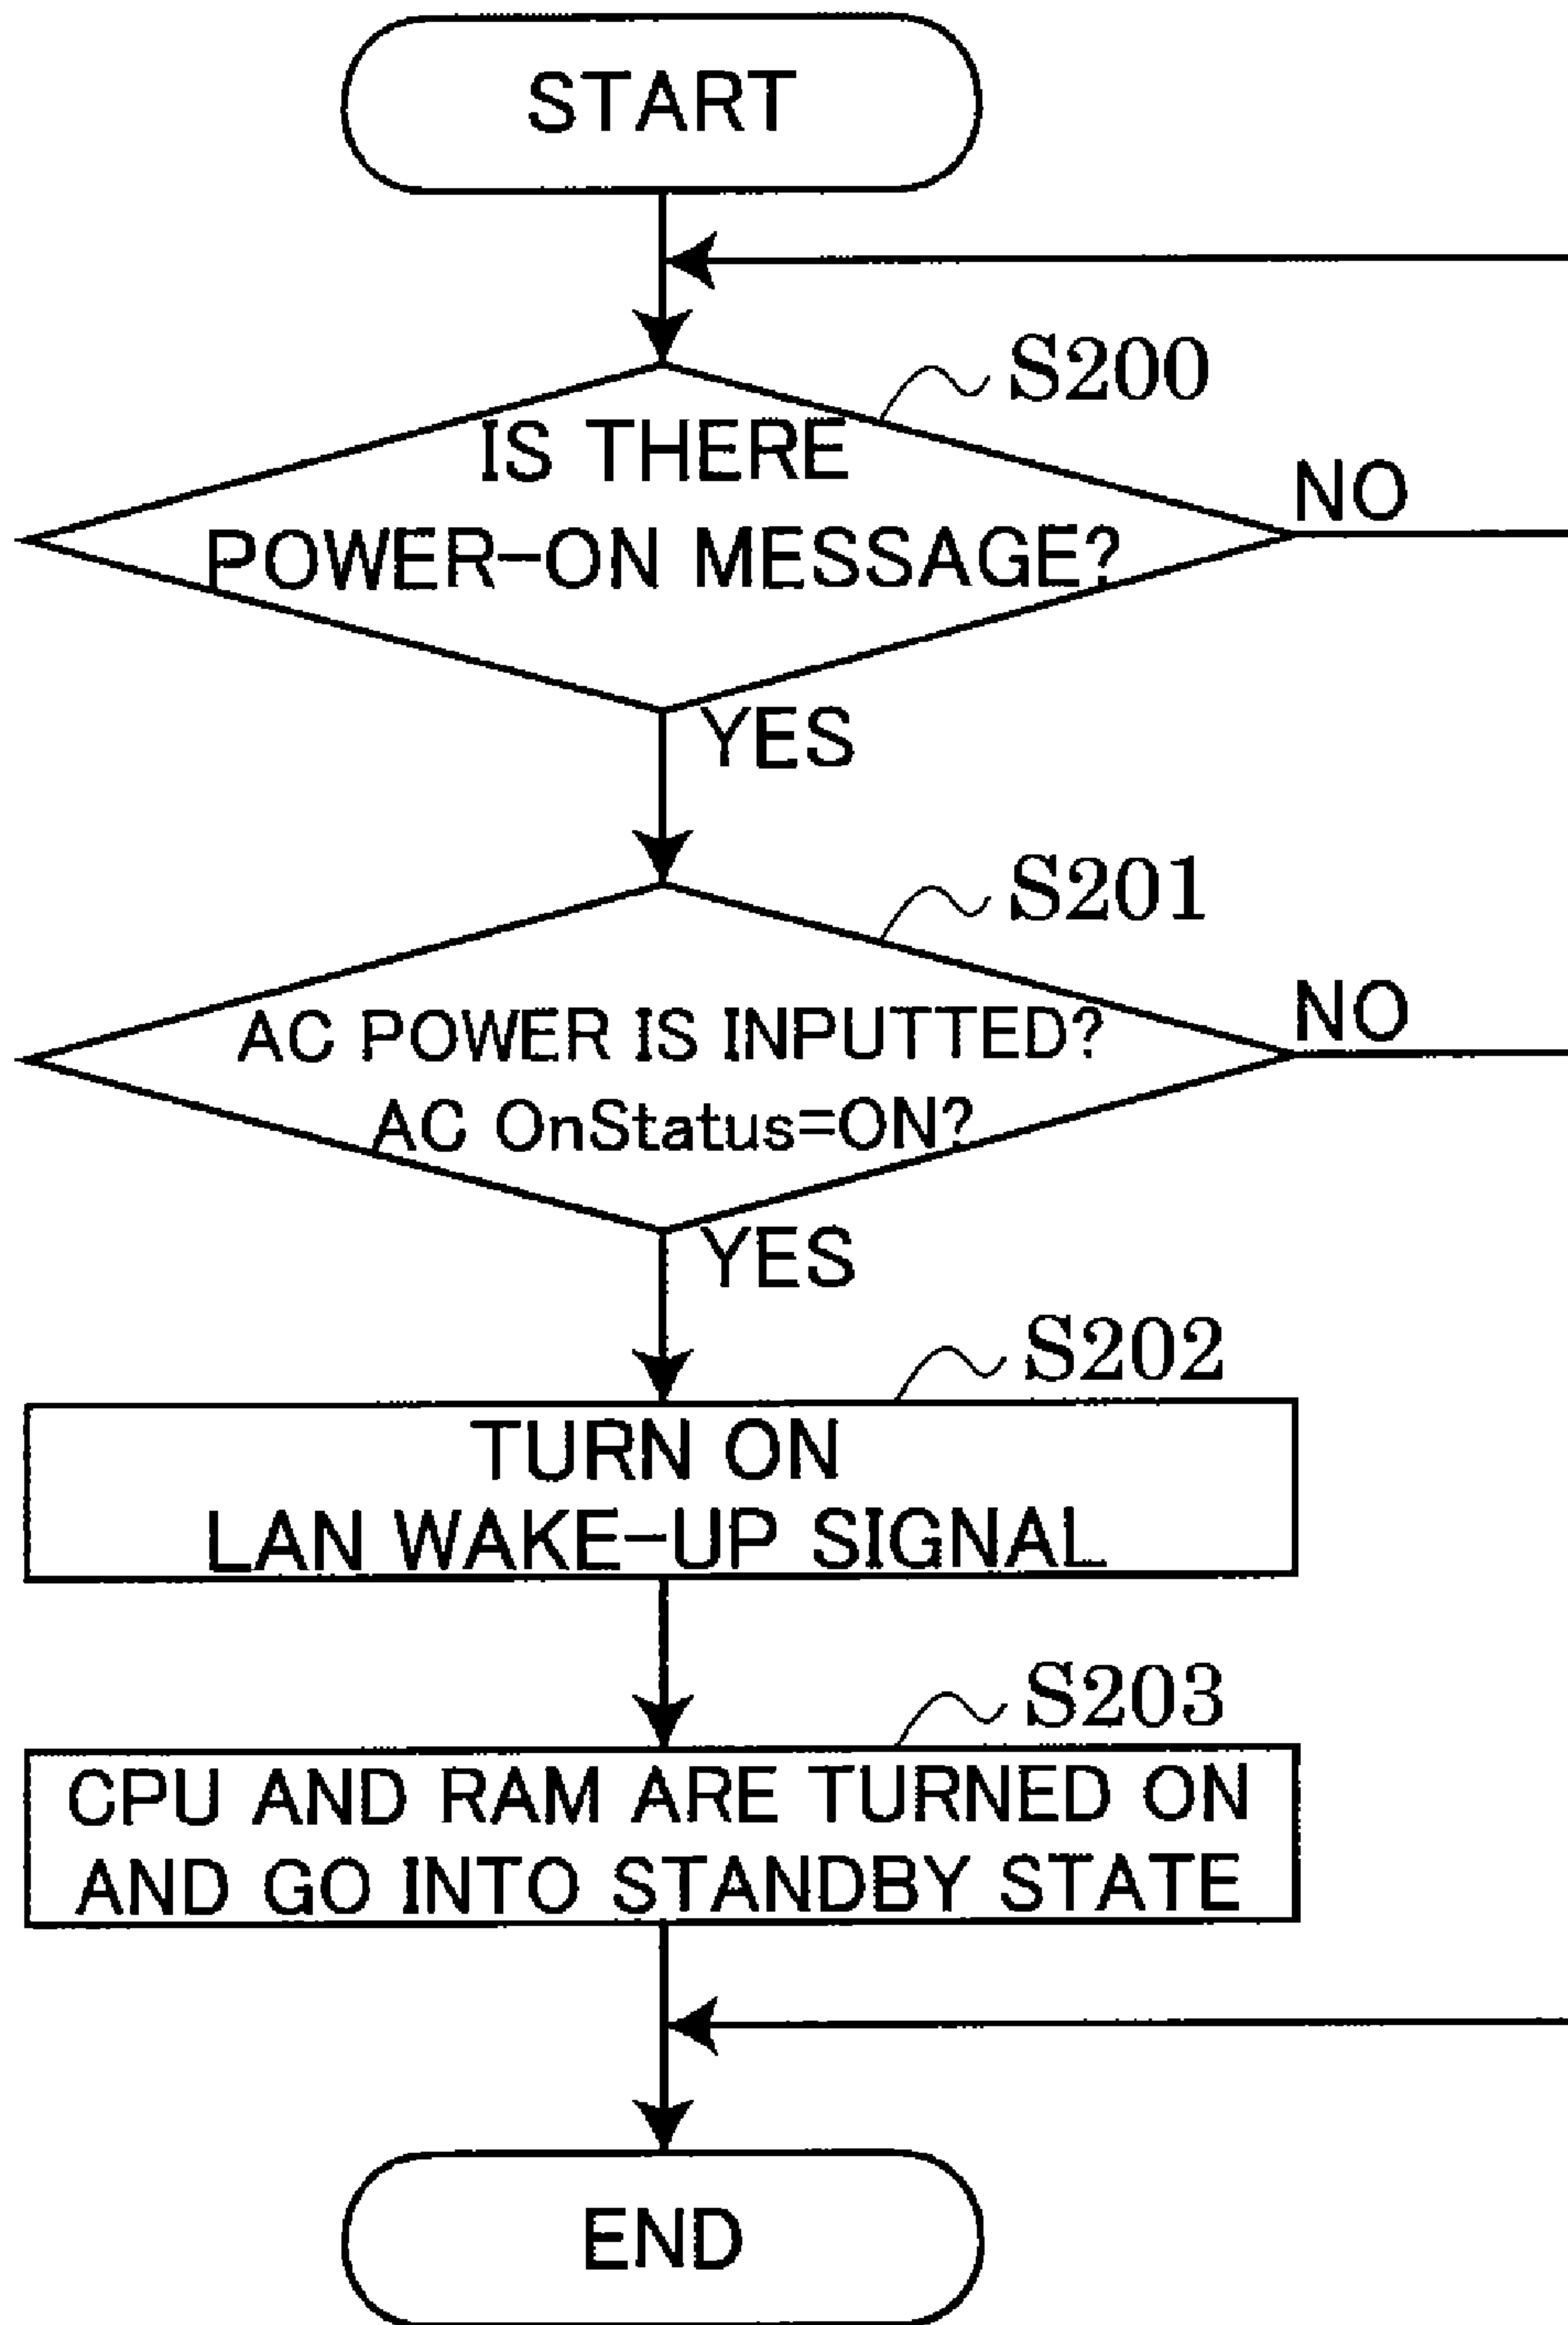 START
S200
IS THERE
POWER-ON MESSAGE?
NO
YES
S201
AC POWER IS INPUTTED?
AC OnStatus=ON?
NO
YES
S202
TURN ON
LAN WAKE-UP SIGNAL
S203
CPU AND RAM ARE TURNED ON
AND GO INTO STANDBY STATE
END